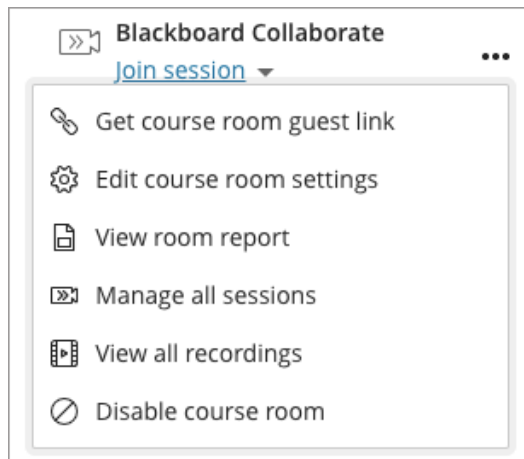 Blackboard Collaborate
Join session
Get course room guest link
Edit course room settings
View room report
Manage all sessions
View all recordings
Disable course room